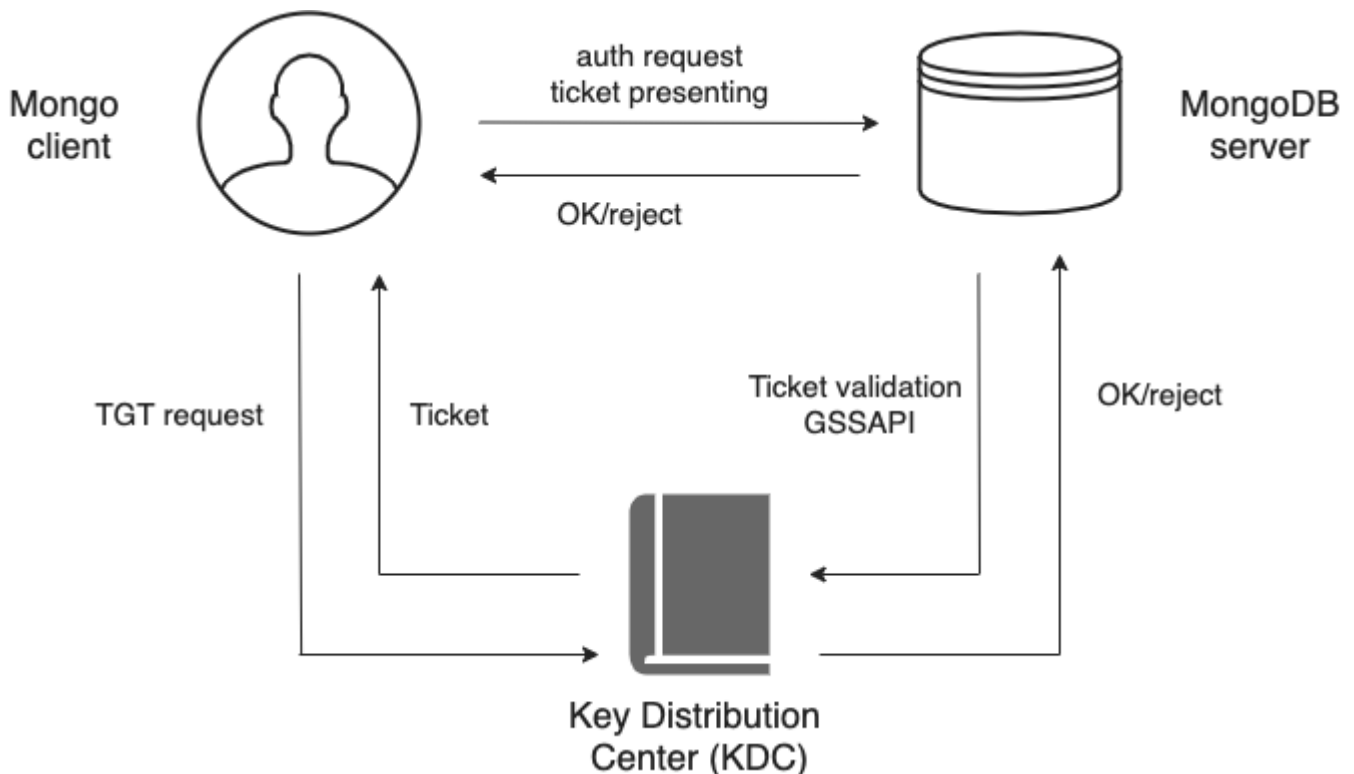 auth request
ticket presenting
Mongo
client
MongoDB
server
OK/reject
TGT request
Ticket
Ticket validation
GSSAPI
OK/reject
Key Distribution
Center (KDC)